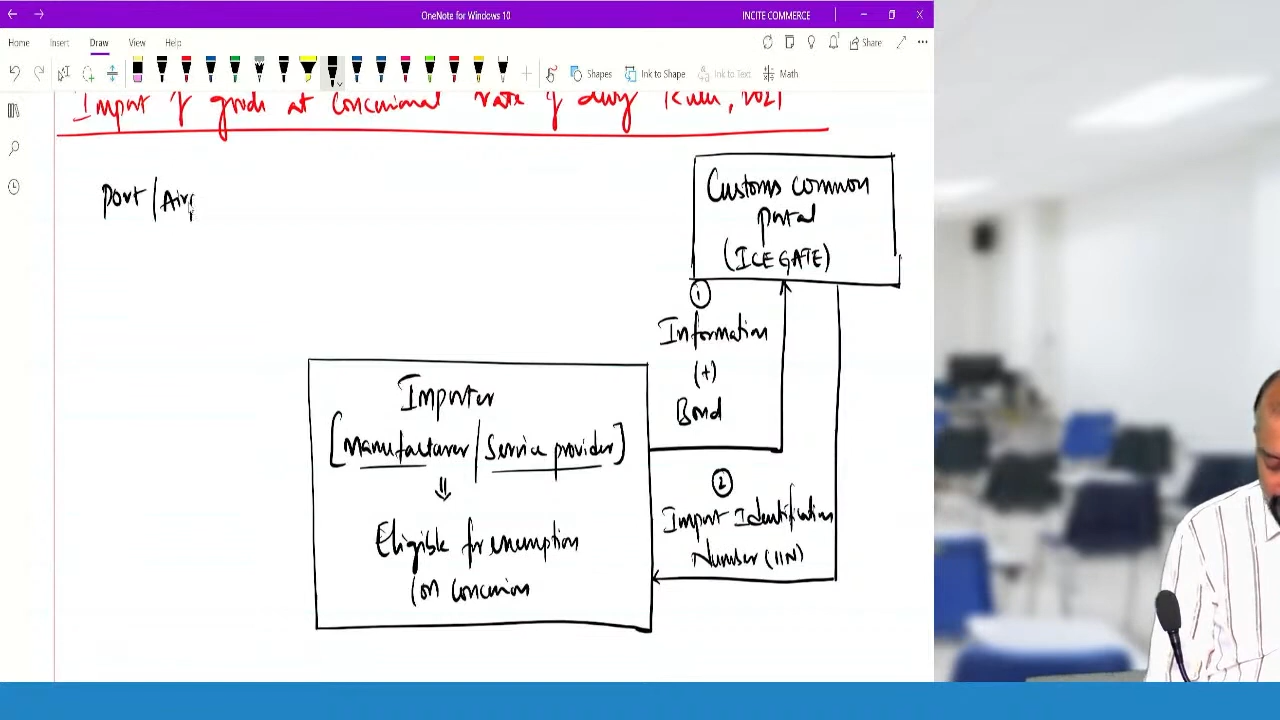 OneNote for Windows 10
INCITE COMMERCE
Home Insert Draw View Help
Share
Shapes
Ink to Shape
Ink to Text
Math
Import of goods at Concessional rate of duty Rules, 2021
Port/Airp
Customs common
portal
(ICEGATE)
①
Information
(+)
Bond
Importer
[Manufacturer/Service provider]
⇓
Eligible for exemption
(or Concession
②
Import Identification
Number (IIN)